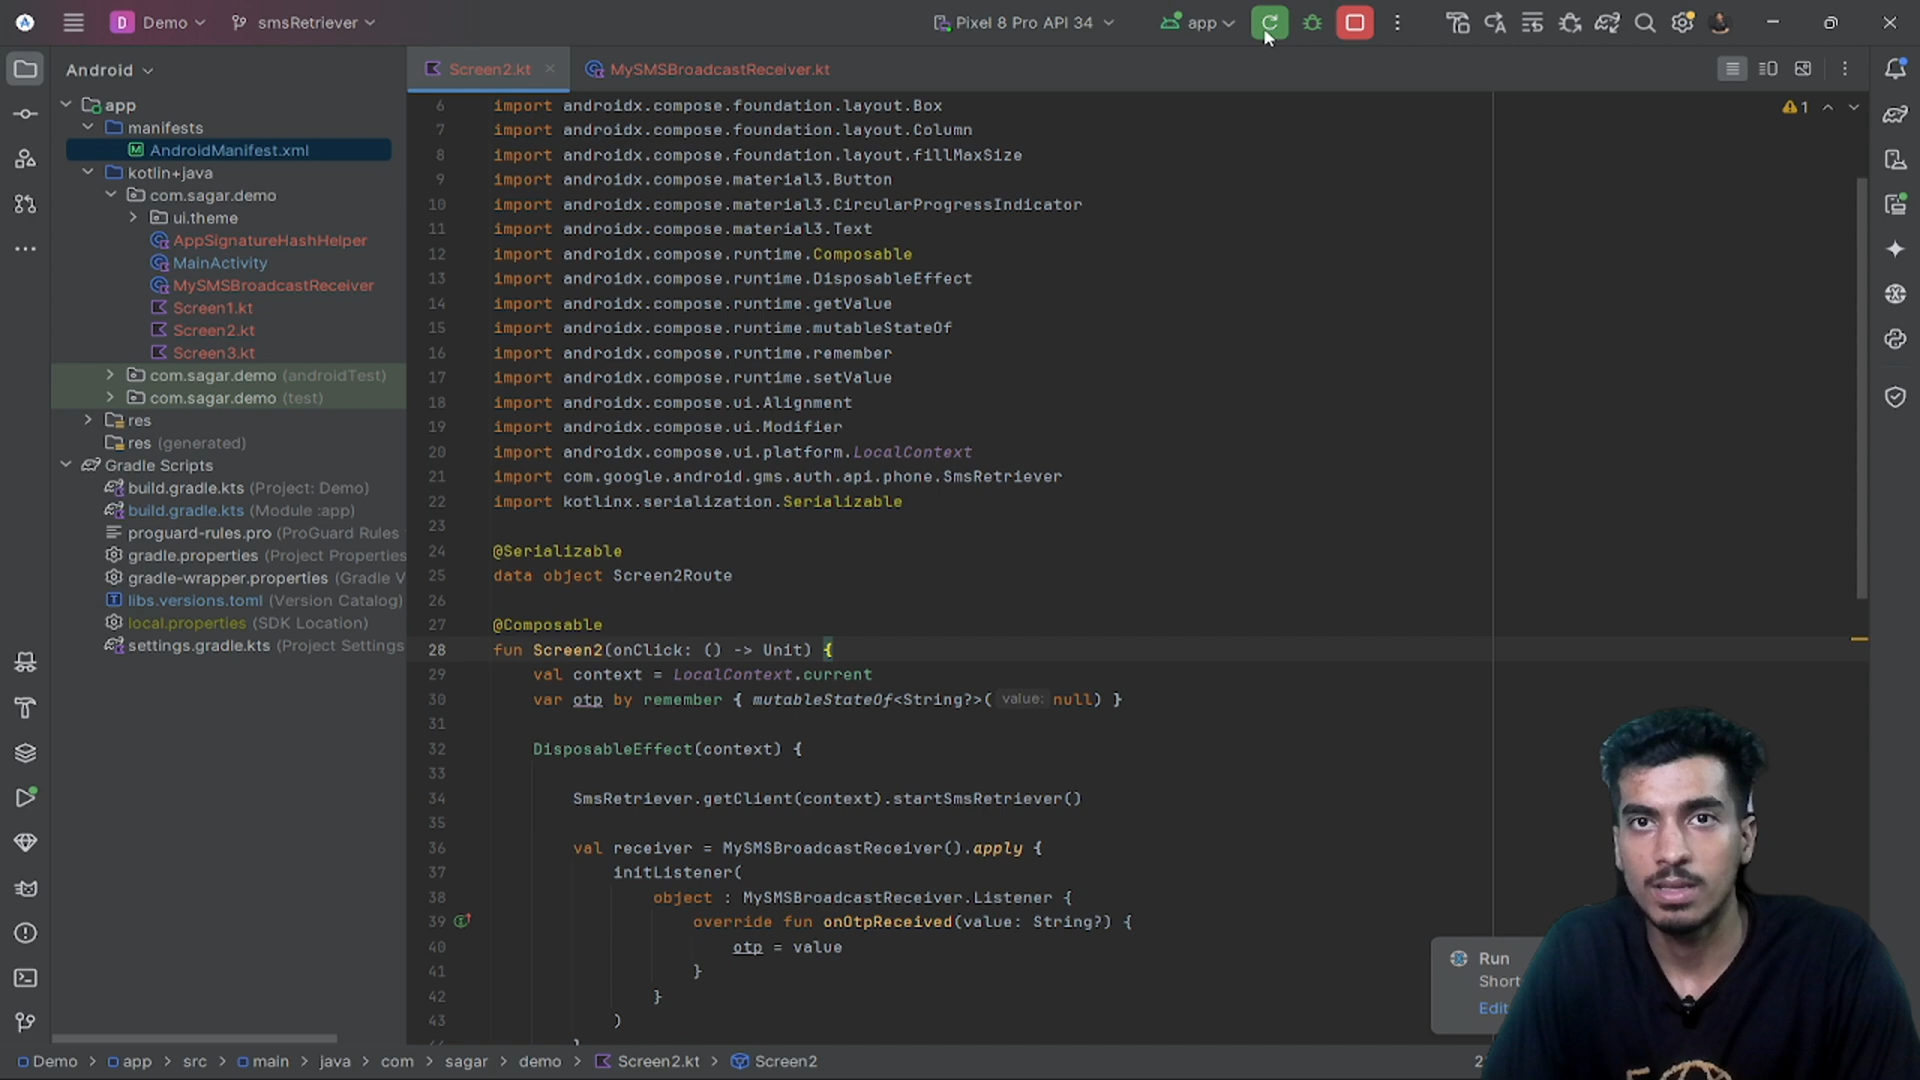 D Demo smsRetriever Pixel 8 Pro API 34 app
Android
Screen2.kt MySMSBroadcastReceiver.kt
app
manifests
AndroidManifest.xml
kotlin+java
com.sagar.demo
ui.theme
AppSignatureHashHelper
MainActivity
MySMSBroadcastReceiver
Screen1.kt
Screen2.kt
Screen3.kt
com.sagar.demo (androidTest)
com.sagar.demo (test)
res
res (generated)
Gradle Scripts
build.gradle.kts (Project: Demo)
build.gradle.kts (Module :app)
proguard-rules.pro (ProGuard Rules
gradle.properties (Project Properties
gradle-wrapper.properties (Gradle V
libs.versions.toml (Version Catalog)
local.properties (SDK Location)
settings.gradle.kts (Project Settings
1
6 import androidx.compose.foundation.layout.Box
7 import androidx.compose.foundation.layout.Column
8 import androidx.compose.foundation.layout.fillMaxSize
9 import androidx.compose.material3.Button
10 import androidx.compose.material3.CircularProgressIndicator
11 import androidx.compose.material3.Text
12 import androidx.compose.runtime.Composable
13 import androidx.compose.runtime.DisposableEffect
14 import androidx.compose.runtime.getValue
15 import androidx.compose.runtime.mutableStateOf
16 import androidx.compose.runtime.remember
17 import androidx.compose.runtime.setValue
18 import androidx.compose.ui.Alignment
19 import androidx.compose.ui.Modifier
20 import androidx.compose.ui.platform.LocalContext
21 import com.google.android.gms.auth.api.phone.SmsRetriever
22 import kotlinx.serialization.Serializable
23
24 @Serializable
25 data object Screen2Route
26
27 @Composable
28 fun Screen2(onClick: () -> Unit) {
29 val context = LocalContext.current
30 var otp by remember { mutableStateOf<String?>( value: null) }
31
32 DisposableEffect(context) {
33
34 SmsRetriever.getClient(context).startSmsRetriever()
35
36 val receiver = MySMSBroadcastReceiver().apply {
37 initListener(
38 object : MySMSBroadcastReceiver.Listener {
39 override fun onOtpReceived(value: String?) {
40 otp = value
41 }
42 }
43 )
Run
Short
Edit
Demo > app > src > main > java > com > sagar > demo > Screen2.kt > Screen2